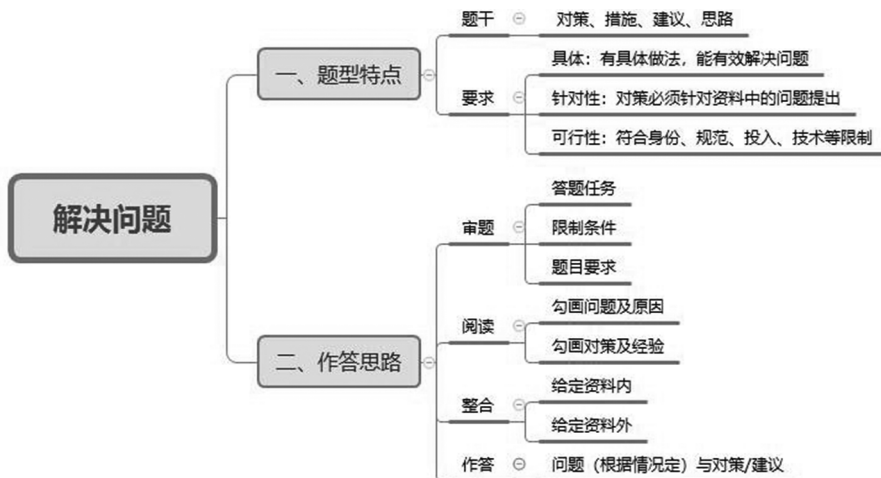 解决问题
一、题型特点
题干
对策、措施、建议、思路
要求
具体：有具体做法，能有效解决问题
针对性：对策必须针对资料中的问题提出
可行性：符合身份、规范、投入、技术等限制
二、作答思路
审题
答题任务
限制条件
题目要求
阅读
勾画问题及原因
勾画对策及经验
整合
给定资料内
给定资料外
作答
问题（根据情况定）与对策/建议